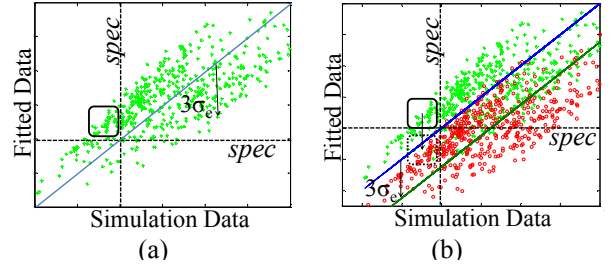 spec
Fitted Data
3σe
spec
Simulation Data
(a)
spec
Fitted Data
spec
3σe
Simulation Data
(b)